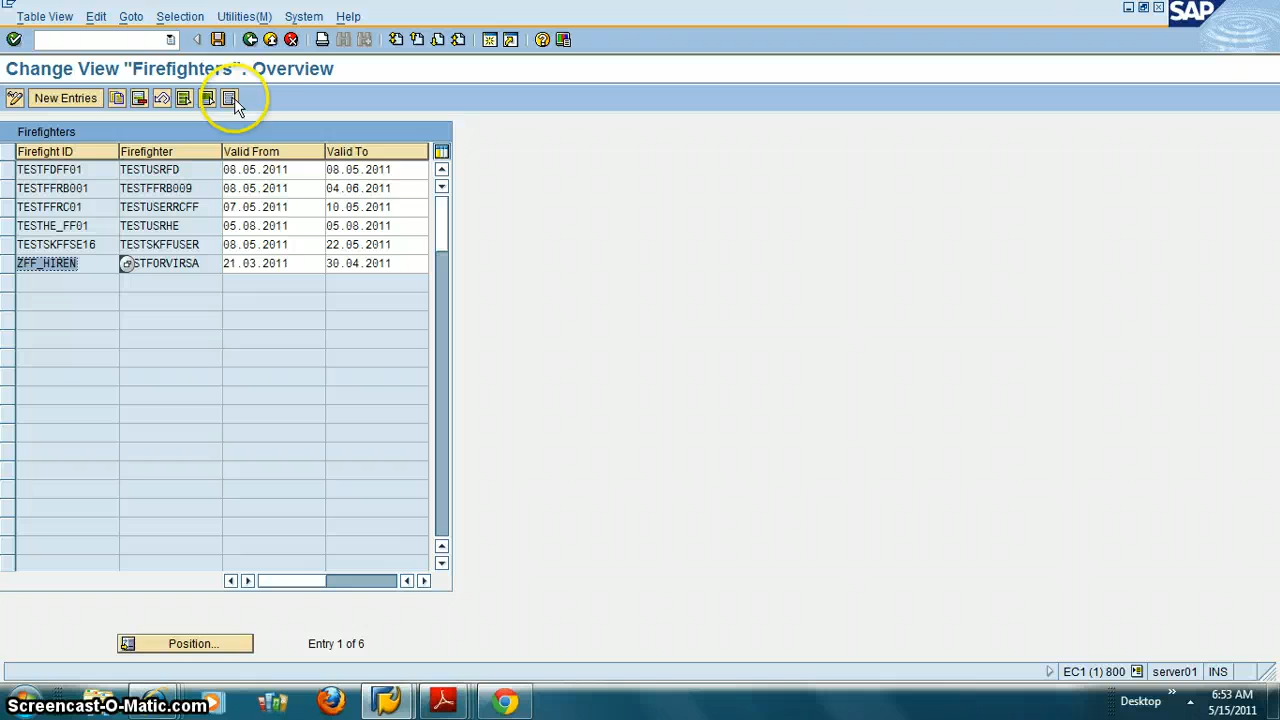 Table View Edit Goto Selection Utilities(M) System Help
SAP
Change View "Firefighters": Overview
New Entries
Firefighters
Firefight ID Firefighter Valid From Valid To
TESTFDFF01 TESTUSRFD 08.05.2011 08.05.2011
TESTFFRB001 TESTFFRB009 08.05.2011 04.06.2011
TESTFFRC01 TESTUSERRCFF 07.05.2011 10.05.2011
TESTHE_FF01 TESTUSRHE 05.08.2011 05.08.2011
TESTSKFFSE16 TESTSKFFUSER 08.05.2011 22.05.2011
ZFF_HIREN STFORVIRSA 21.03.2011 30.04.2011
Position... Entry 1 of 6
EC1 (1) 800 server01 INS
Screencast-O-Matic.com
Desktop
6:53 AM
5/15/2011